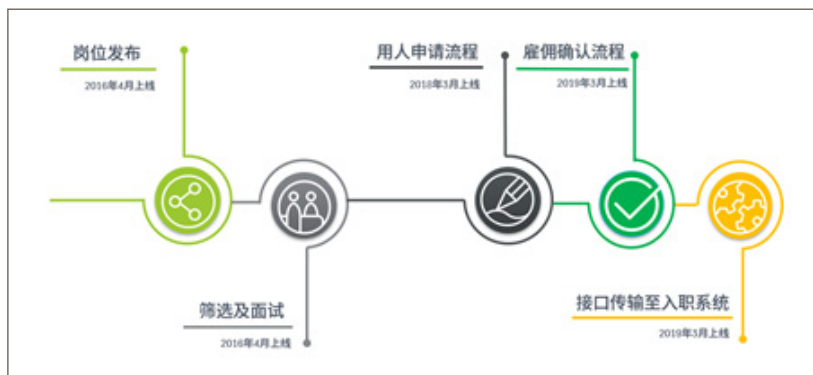 岗位发布
2016年4月上线
用人申请流程
2018年3月上线
雇佣确认流程
2019年3月上线
筛选及面试
2016年4月上线
接口传输至入职系统
2019年3月上线